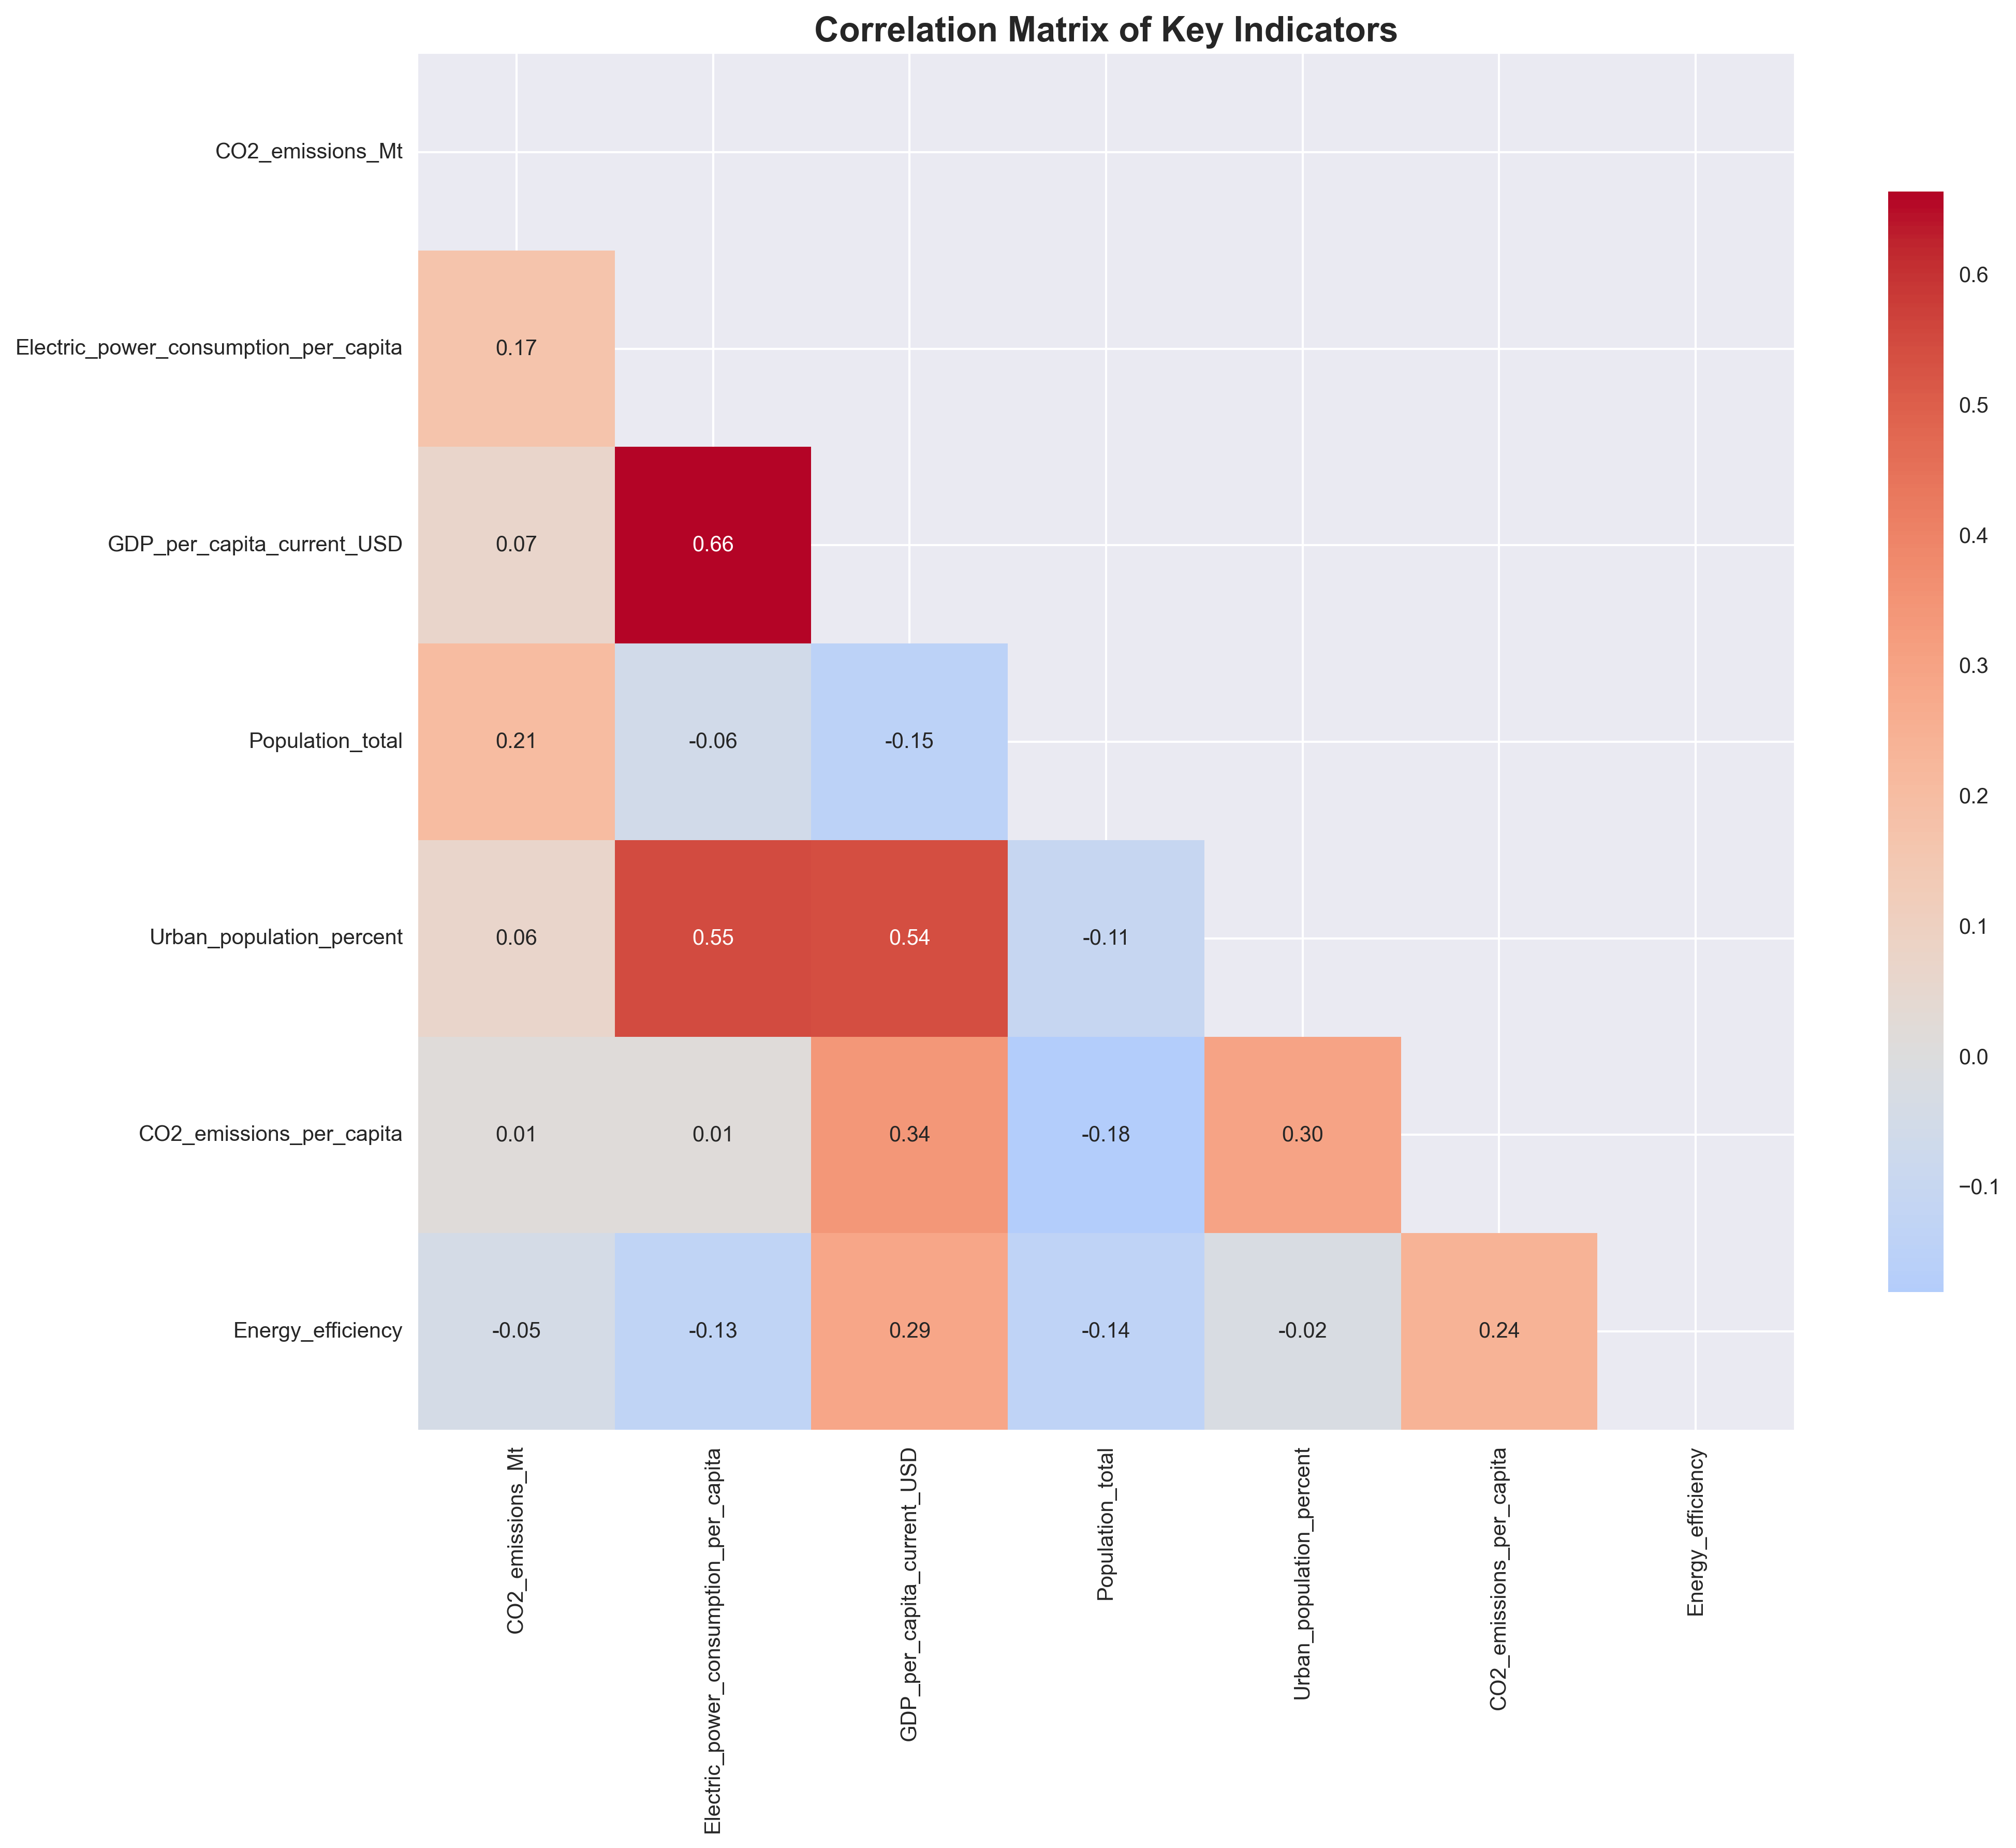 Correlation Matrix of Key Indicators
CO2_emissions_Mt
Electric_power_consumption_per_capita 0.17
GDP_per_capita_current_USD 0.07 0.66
Population_total 0.21 -0.06 -0.15
Urban_population_percent 0.06 0.55 0.54 -0.11
CO2_emissions_per_capita 0.01 0.01 0.34 -0.18 0.30
Energy_efficiency -0.05 -0.13 0.29 -0.14 -0.02 0.24
CO2_emissions_Mt
Electric_power_consumption_per_capita
GDP_per_capita_current_USD
Population_total
Urban_population_percent
CO2_emissions_per_capita
Energy_efficiency
0.6
0.5
0.4
0.3
0.2
0.1
0.0
−0.1